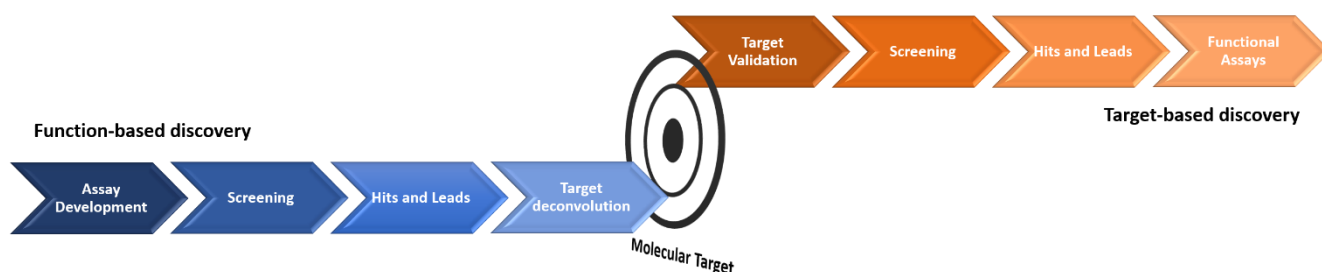 Target
Validation
Screening
Hits and Leads
Functional
Assays
Function-based discovery
Target-based discovery
Assay
Development
Screening
Hits and Leads
Target
deconvolution
Molecular Target